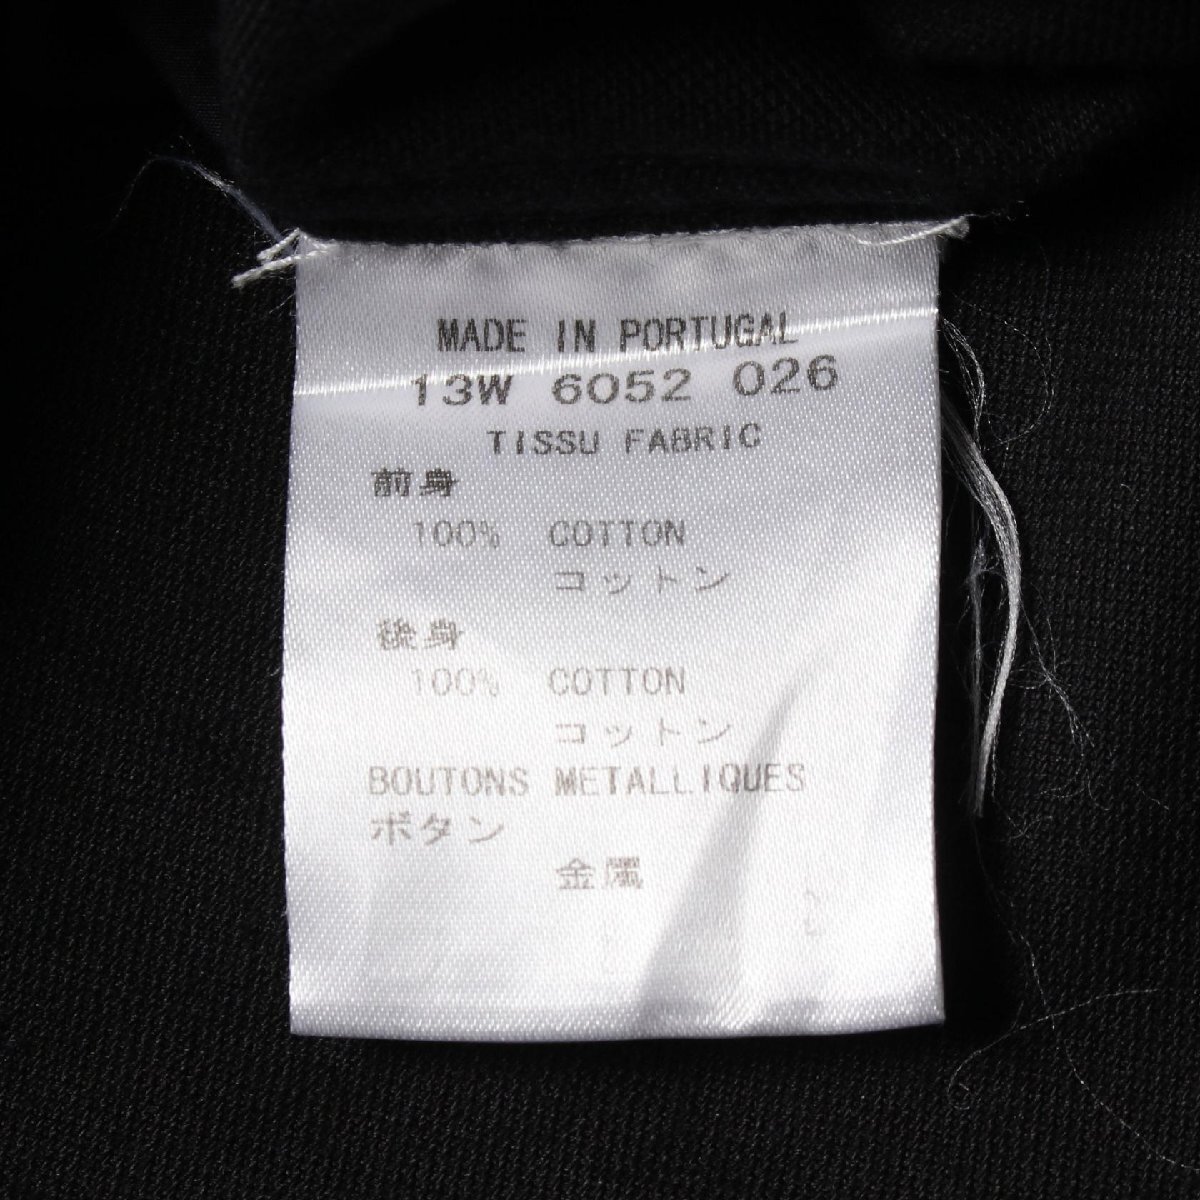 MADE IN PORTUGAL
13W 6052 026
TISSU FABRIC
前身
100% COTTON
コットン
後身
100% COTTON
コットン
BOUTONS METALLIQUES
ボタン
金属